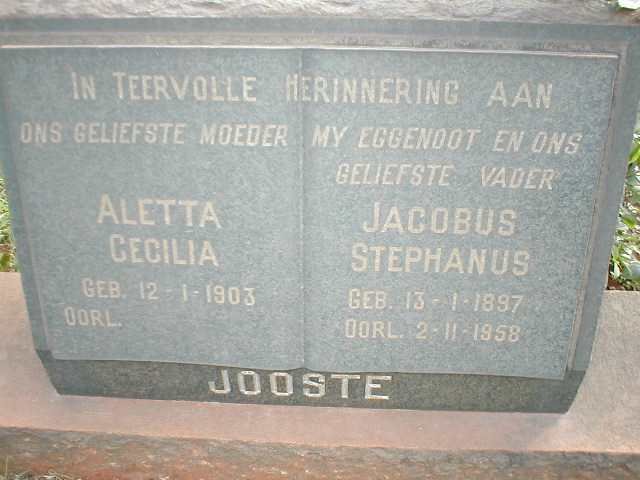 IN TEERVOLLE HERINNERING AAN
ONS GELIEFSTE MOEDER
ALETTA
CECILIA
GEB. 12-1-1903
OORL.
MY EGGENOOT EN ONS
GELIEFSTE VADER
JACOBUS
STEPHANUS
GEB. 13-1-1897
OORL. 2-11-1958
JOOSTE